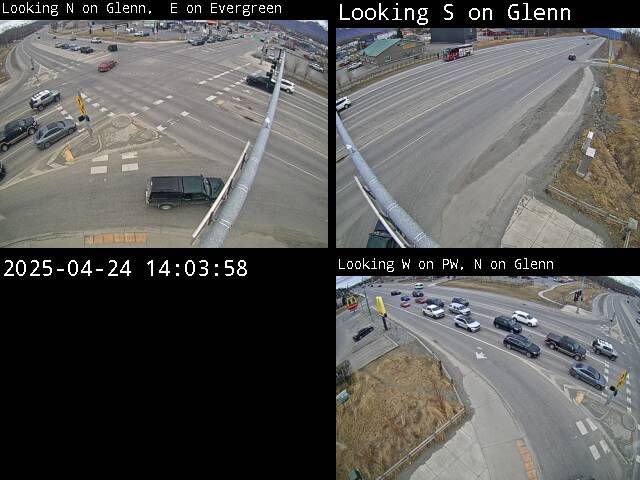 Looking N on Glenn, E on Evergreen
Looking S on Glenn
2025-04-24 14:03:58
Looking W on PW, N on Glenn